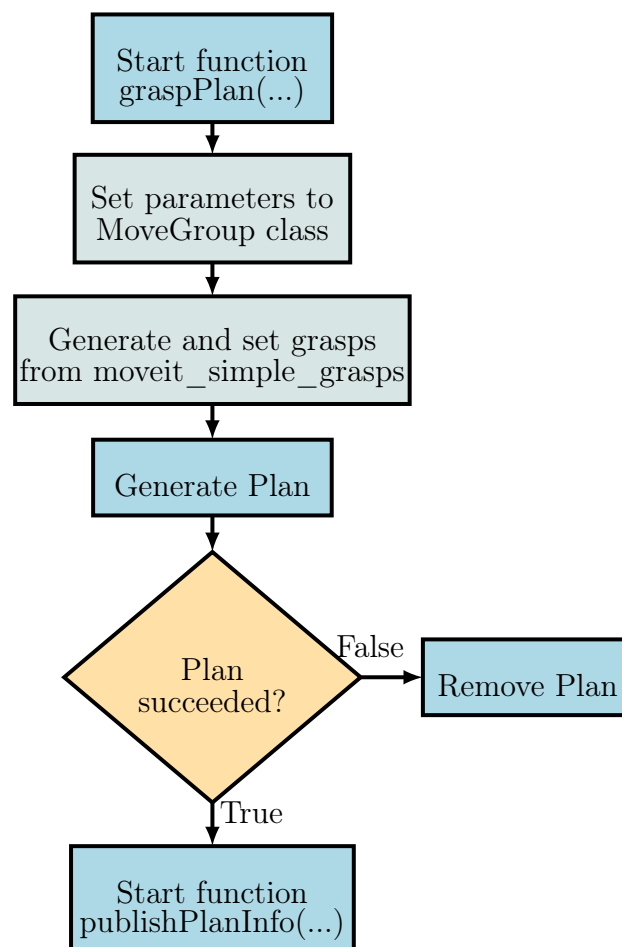 Start function
graspPlan(...)
Set parameters to
MoveGroup class
Generate and set grasps
from moveit_simple_grasps
Generate Plan
Plan
succeeded?
False
Remove Plan
True
Start function
publishPlanInfo(...)